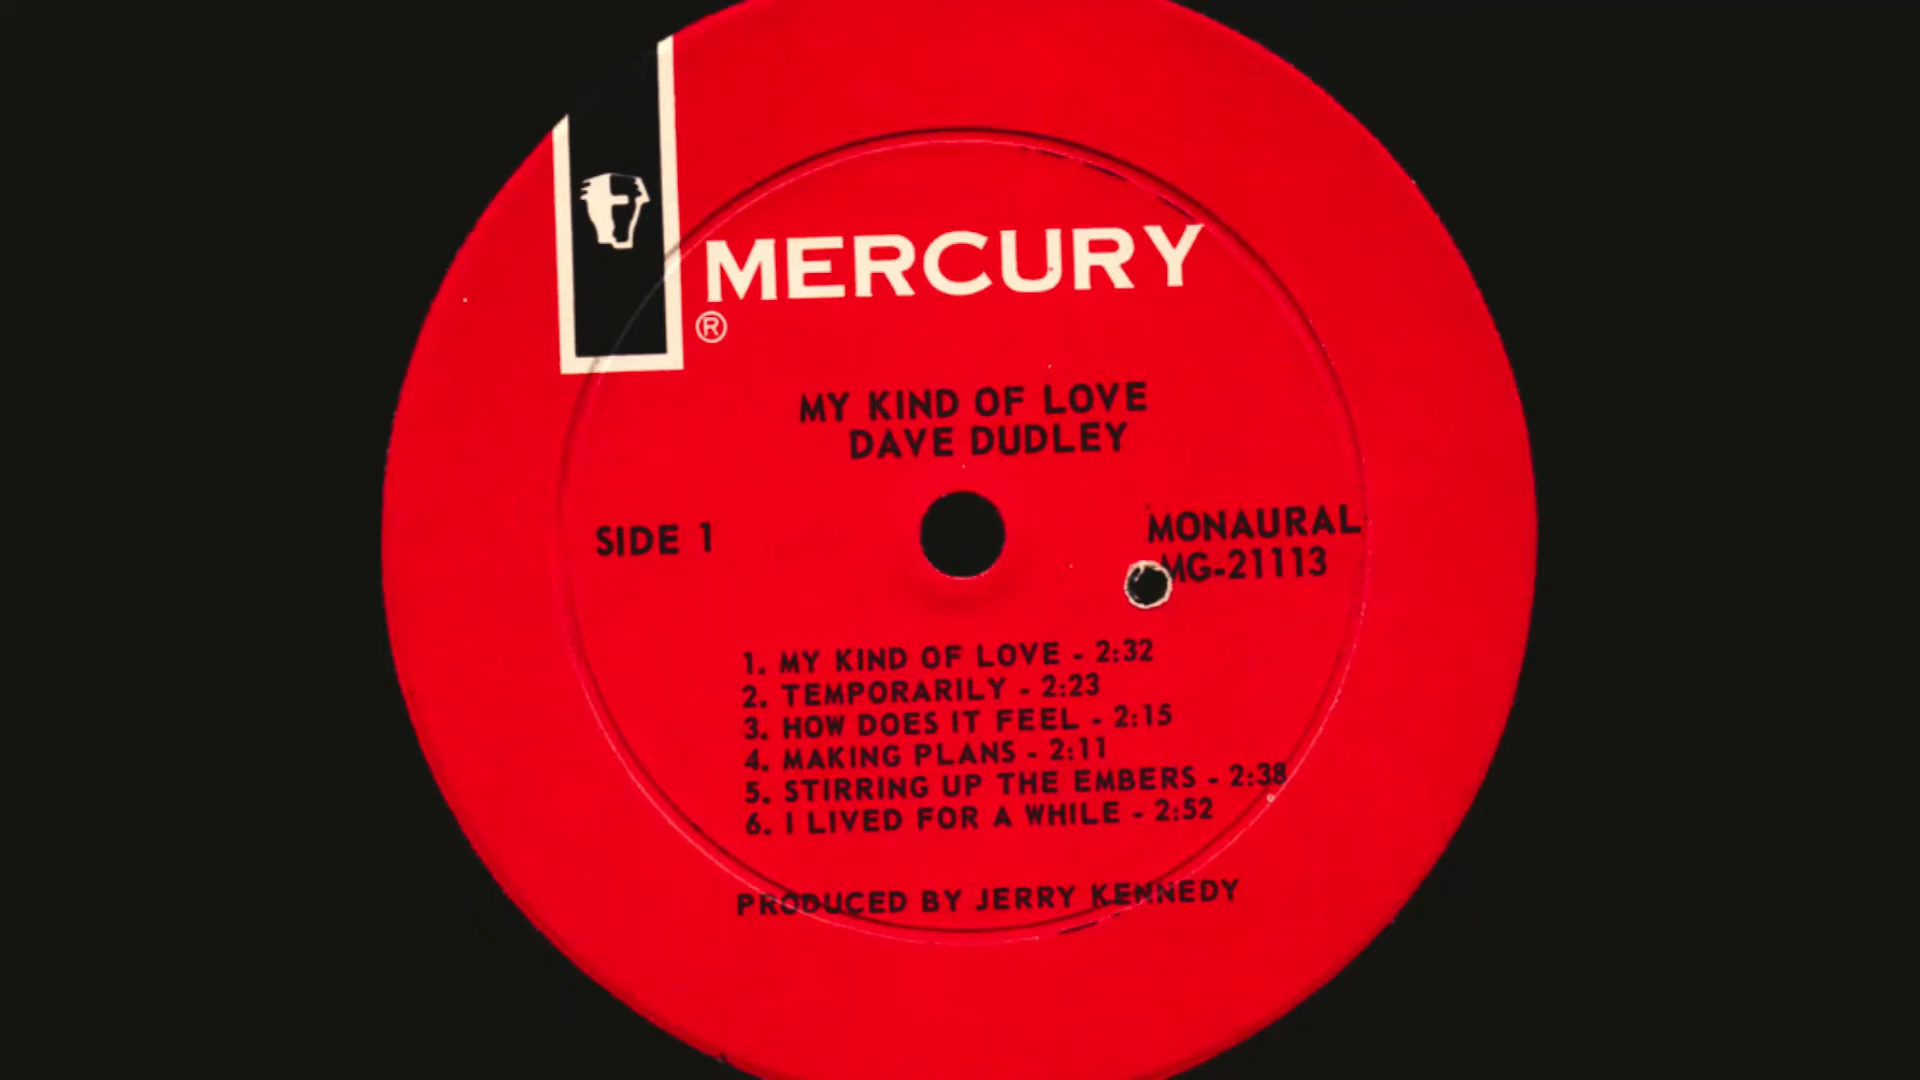 MERCURY
®
MY KIND OF LOVE
DAVE DUDLEY
SIDE 1
MONAURAL
MG-21113
1. MY KIND OF LOVE - 2:32
2. TEMPORARILY - 2:23
3. HOW DOES IT FEEL - 2:15
4. MAKING PLANS - 2:11
5. STIRRING UP THE EMBERS - 2:38
6. I LIVED FOR A WHILE - 2:52
PRODUCED BY JERRY KENNEDY